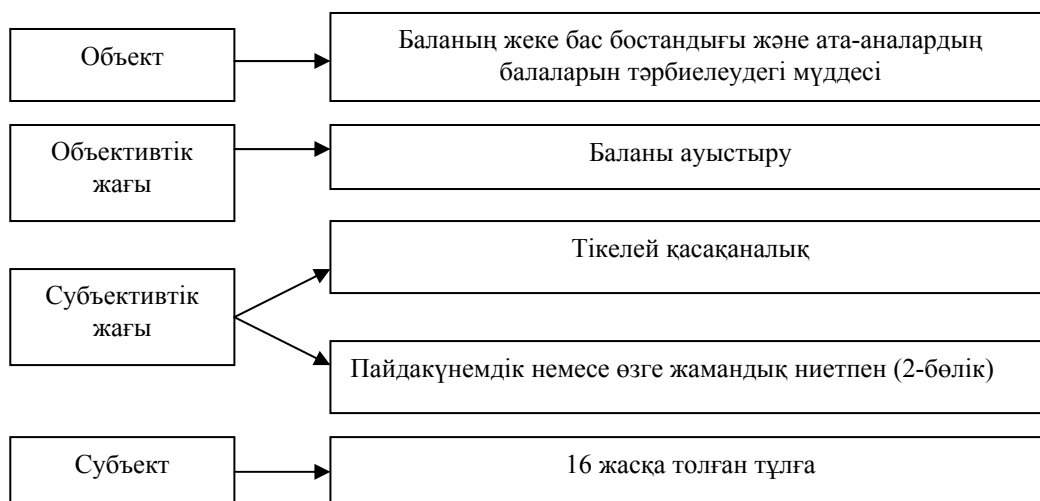 Объект
Баланың жеке бас бостандығы және ата-аналардың
балаларын тәрбиелеудегі мүддесі
Объективтік
жағы
Баланы ауыстыру
Субъективтік
жағы
Тікелей қасақаналық
Пайдакүнемдік немесе өзге жамандық ниетпен (2-бөлік)
Субъект
16 жасқа толған тұлға